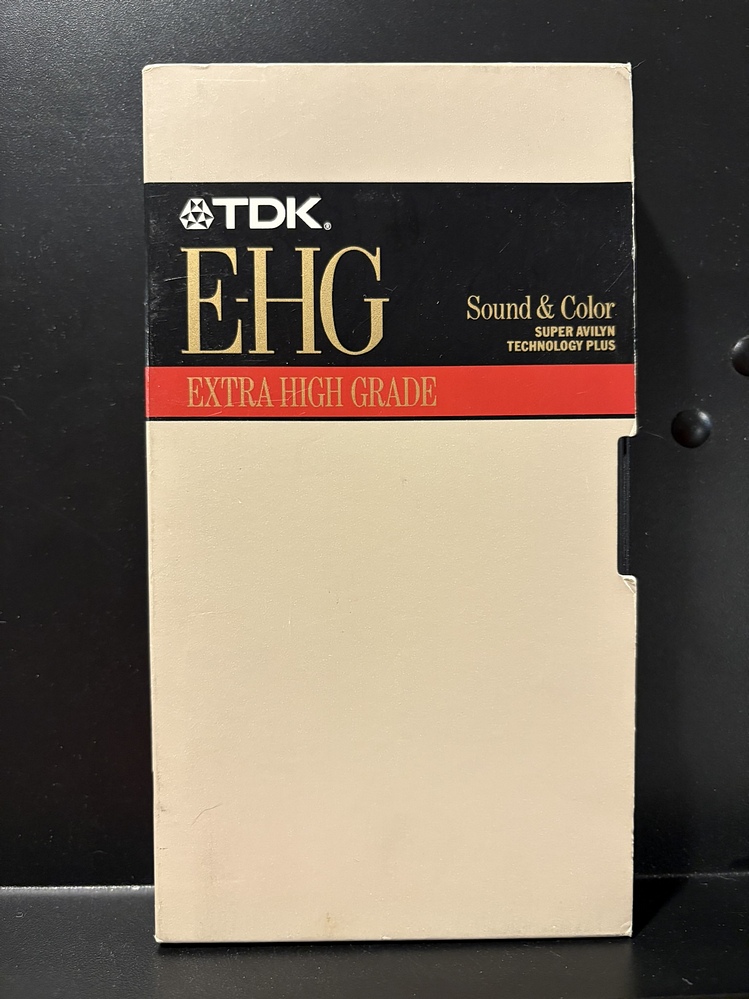 TDK®
E-HG
Sound & Color
SUPER AVILYN
TECHNOLOGY PLUS
EXTRA HIGH GRADE